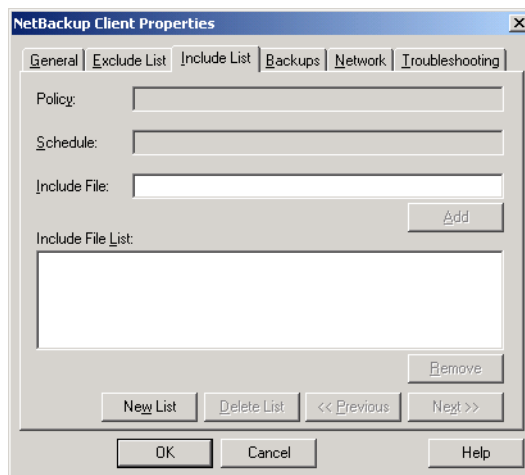 NetBackup Client Properties
General Exclude List Include List Backups Network Troubleshooting
Policy:
Schedule:
Include File:
Add
Include File List:
Remove
New List Delete List << Previous Next >>
OK Cancel Help